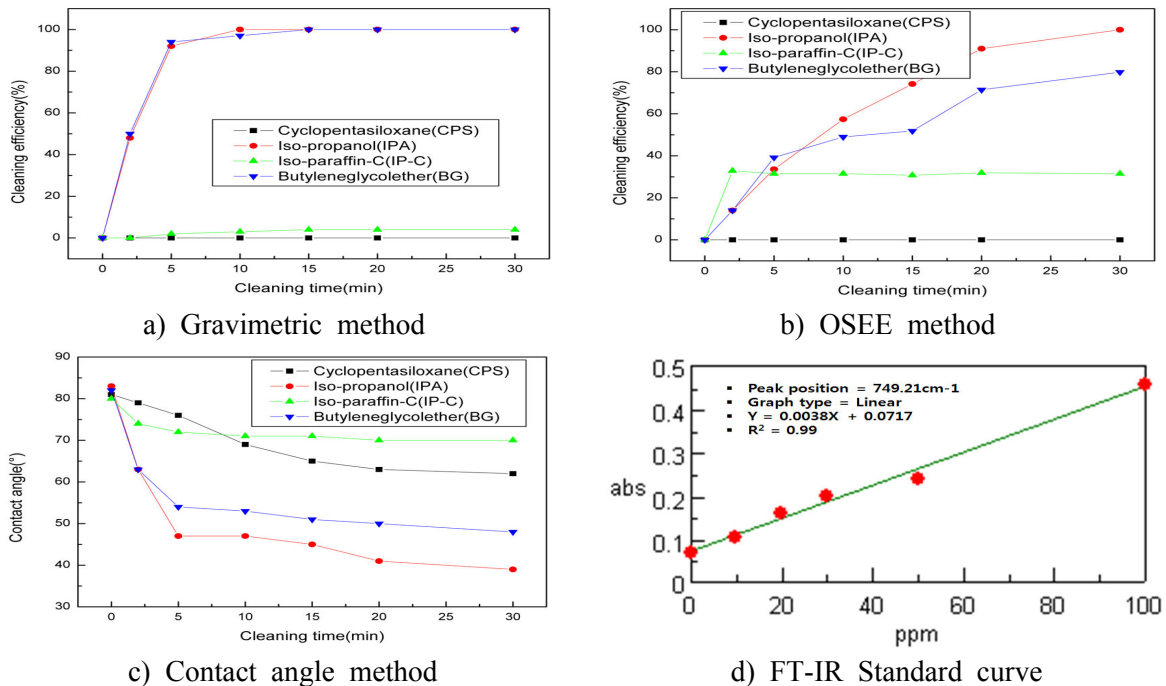 Cleaning efficiency(%)
100
80
60
40
20
0
Cyclopentasiloxane(CPS)
Iso-propanol(IPA)
Iso-paraffin-C(IP-C)
Butyleneglycolether(BG)
0 5 10 15 20 25 30
Cleaning time(min)
a) Gravimetric method
Cleaning efficiency(%)
100
80
60
40
20
0
Cyclopentasiloxane(CPS)
Iso-propanol(IPA)
Iso-paraffin-C(IP-C)
Butyleneglycolether(BG)
0 5 10 15 20 25 30
Cleaning time(min)
b) OSEE method
Contact angle(°)
90
80
70
60
50
40
30
Cyclopentasiloxane(CPS)
Iso-propanol(IPA)
Iso-paraffin-C(IP-C)
Butyleneglycolether(BG)
0 5 10 15 20 25 30
Cleaning time(min)
c) Contact angle method
abs
0.5
0.4
0.3
0.2
0.1
0
Peak position = 749.21cm-1
Graph type = Linear
Y = 0.0038X + 0.0717
R² = 0.99
0 20 40 60 80 100
ppm
d) FT-IR Standard curve